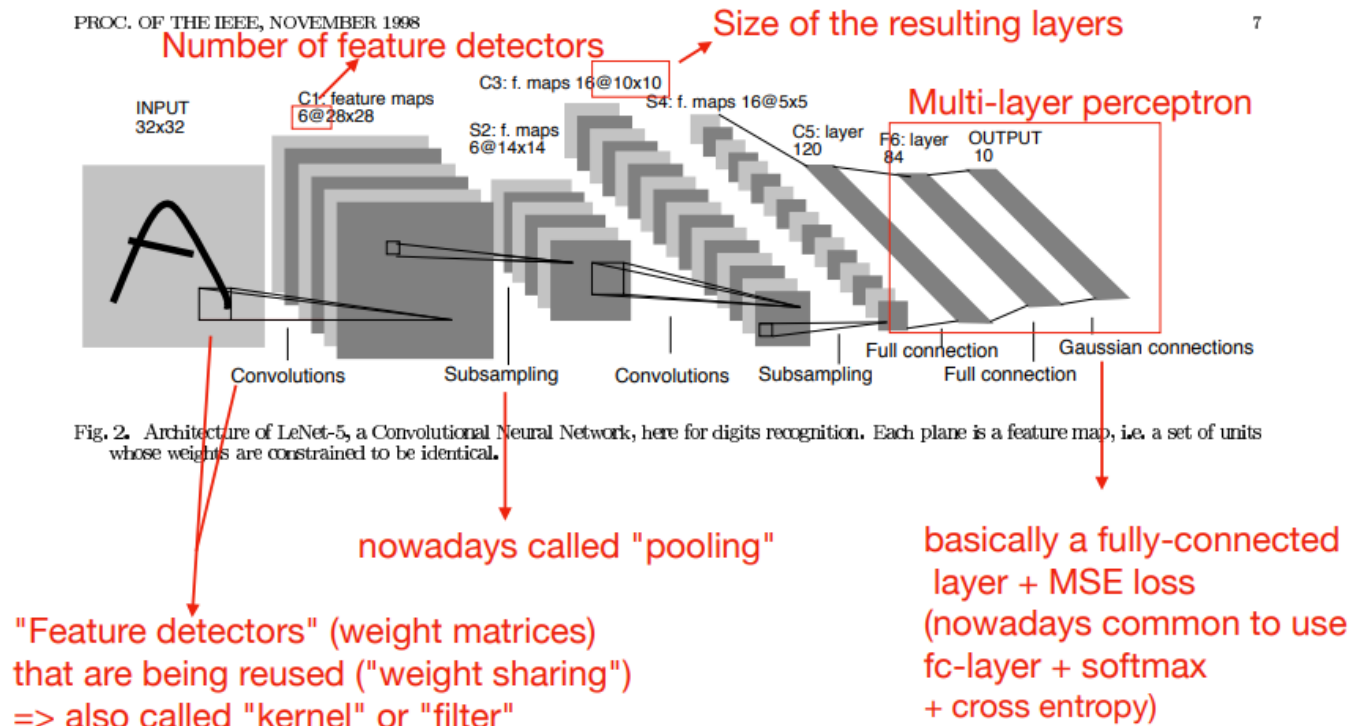 PROC. OF THE IEEE, NOVEMBER 1998
7
Number of feature detectors
Size of the resulting layers
INPUT
32x32
C1: feature maps
6@28x28
S2: f. maps
6@14x14
C3: f. maps 16@10x10
S4: f. maps 16@5x5
Multi-layer perceptron
C5: layer
120
F6: layer
84
OUTPUT
10
Convolutions
Subsampling
Convolutions
Subsampling
Full connection
Full connection
Gaussian connections
Fig. 2. Architecture of LeNet-5, a Convolutional Neural Network, here for digits recognition. Each plane is a feature map, i.e. a set of units
whose weights are constrained to be identical.
nowadays called "pooling"
"Feature detectors" (weight matrices)
that are being reused ("weight sharing")
=> also called "kernel" or "filter"
basically a fully-connected
layer + MSE loss
(nowadays common to use
fc-layer + softmax
+ cross entropy)